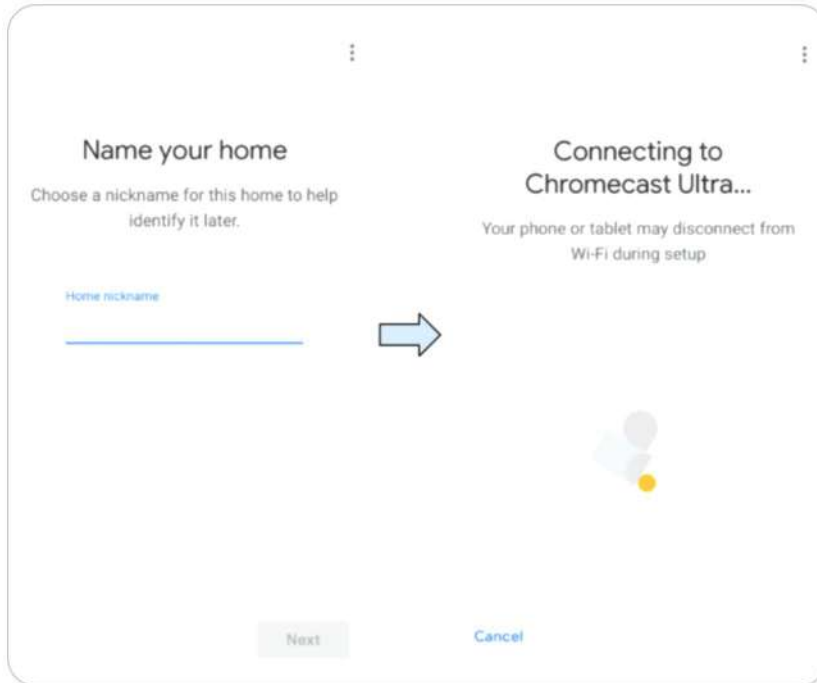 Name your home
Choose a nickname for this home to help
identify it later.
Home nickname
Next
Connecting to
Chromecast Ultra...
Your phone or tablet may disconnect from
Wi-Fi during setup
Cancel